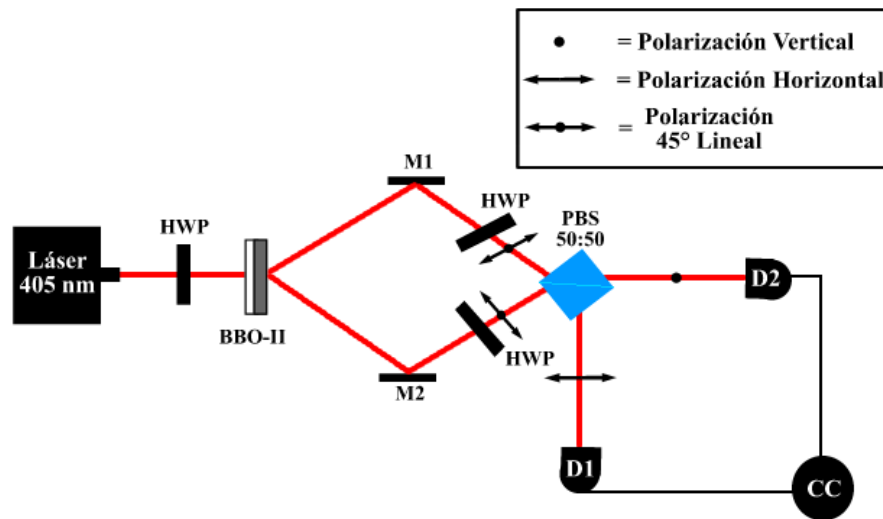 = Polarización Vertical
= Polarización Horizontal
= Polarización
45° Lineal
M1
HWP
PBS
50:50
HWP
Láser
405 nm
D2
BBO-II
HWP
M2
D1
CC